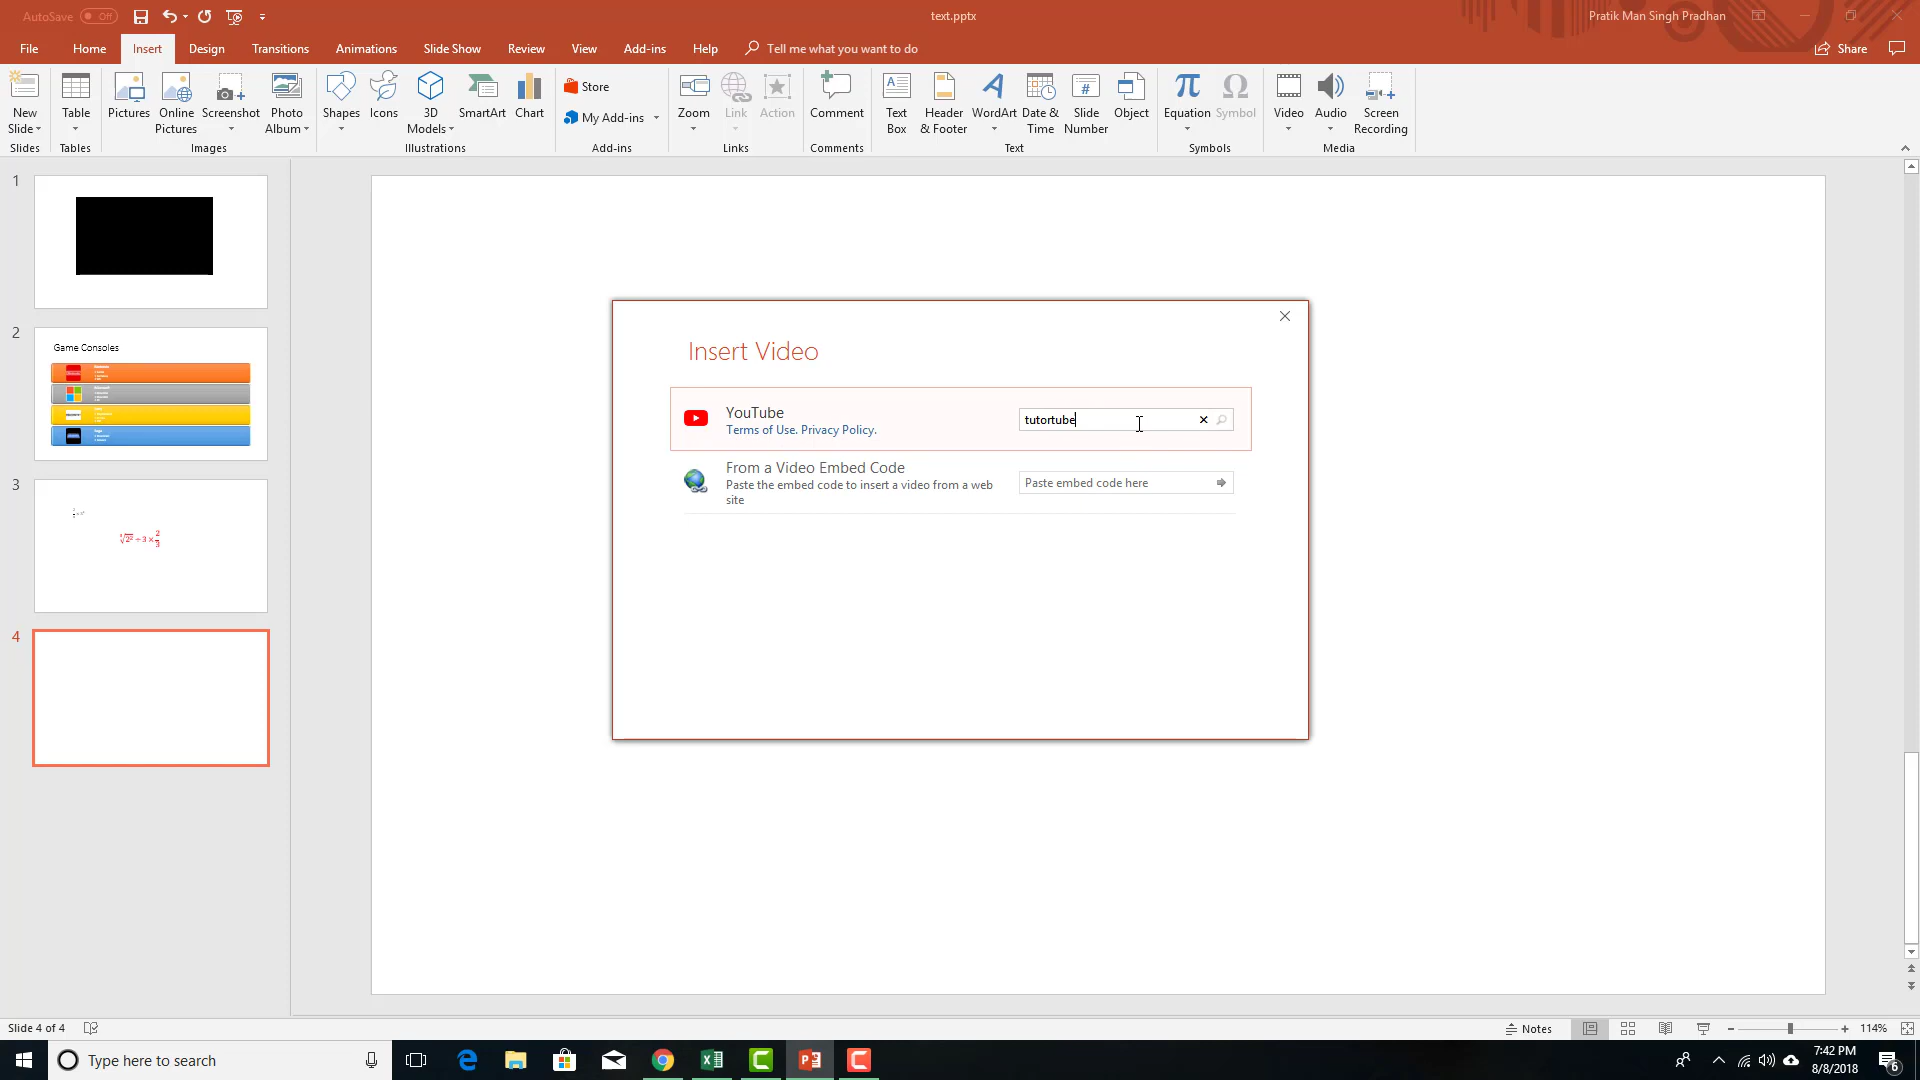 AutoSave Off
text.pptx
Pratik Man Singh Pradhan
File Home Insert Design Transitions Animations Slide Show Review View Add-ins Help Tell me what you want to do
Share
New Slide
Table
Pictures
Online Pictures
Screenshot
Photo Album
Shapes
Icons
3D Models
SmartArt
Chart
Store
My Add-ins
Zoom
Link
Action
Comment
Text Box
Header & Footer
WordArt
Date & Time
Slide Number
Object
Equation
Symbol
Video
Audio
Screen Recording
Slides Tables Images Illustrations Add-ins Links Comments Text Symbols Media
1
2
Game Consoles
3
÷ 3 × 2/3
4
Insert Video
YouTube
Terms of Use. Privacy Policy.
tutortube
From a Video Embed Code
Paste the embed code to insert a video from a web
site
Paste embed code here
Slide 4 of 4
Notes
114%
Type here to search
7:42 PM
8/8/2018
6